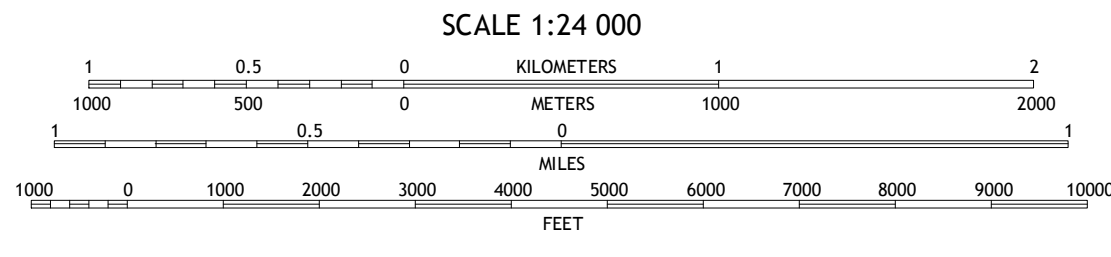 SCALE 1:24 000
1 0.5 0 KILOMETERS 1 2
1000 500 0 METERS 1000 2000
1 0.5 0 1
MILES
1000 0 1000 2000 3000 4000 5000 6000 7000 8000 9000 10000
FEET